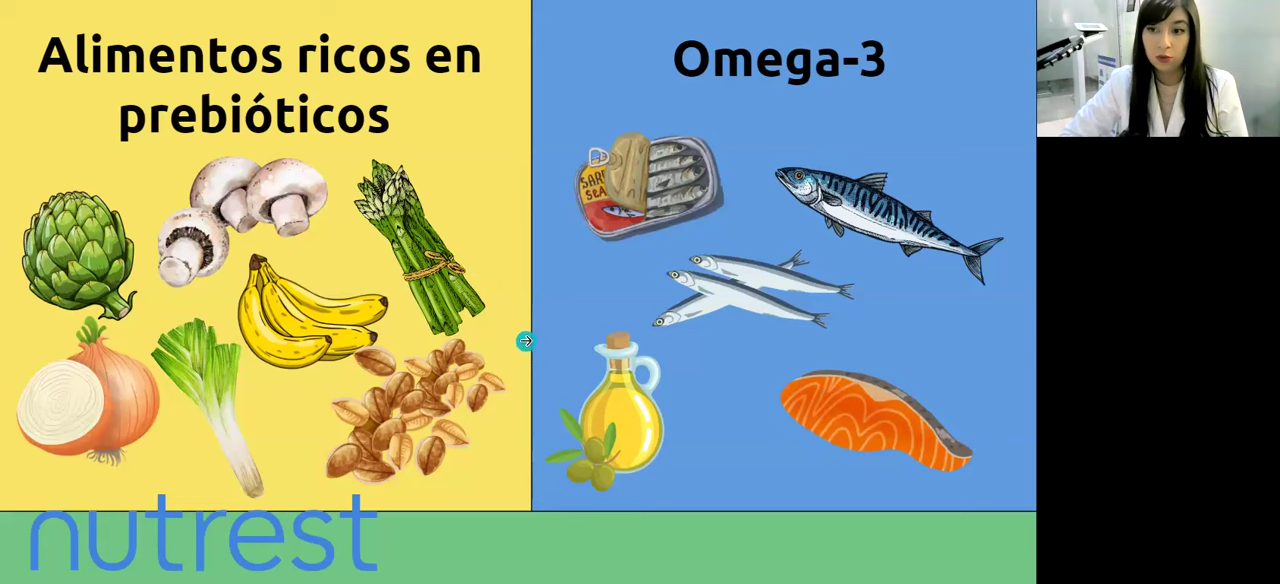 Alimentos ricos en
prebióticos
Omega-3
nutrest